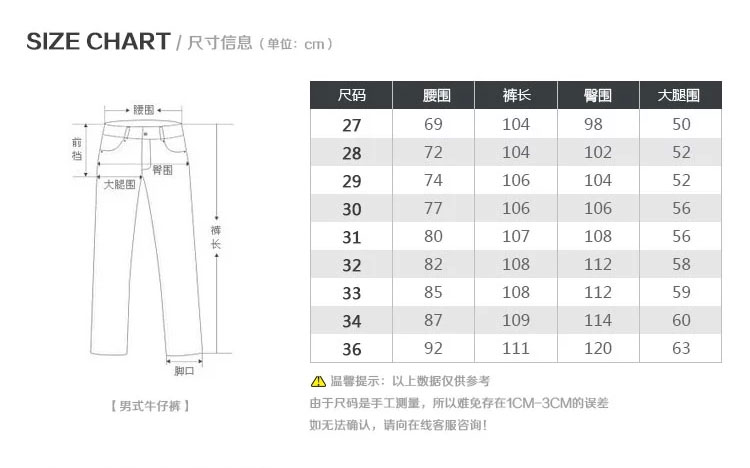 SIZE CHART / 尺寸信息（单位：cm）
腰围
前档
臀围
大腿围
裤长
脚口
【男式牛仔裤】
尺码 腰围 裤长 臀围 大腿围
27 69 104 98 50
28 72 104 102 52
29 74 106 104 52
30 77 106 106 56
31 80 107 108 56
32 82 108 112 58
33 85 108 112 59
34 87 109 114 60
36 92 111 120 63
温馨提示：以上数据仅供参考
由于尺码是手工测量，所以难免存在1CM-3CM的误差
如无法确认，请向在线客服咨询！